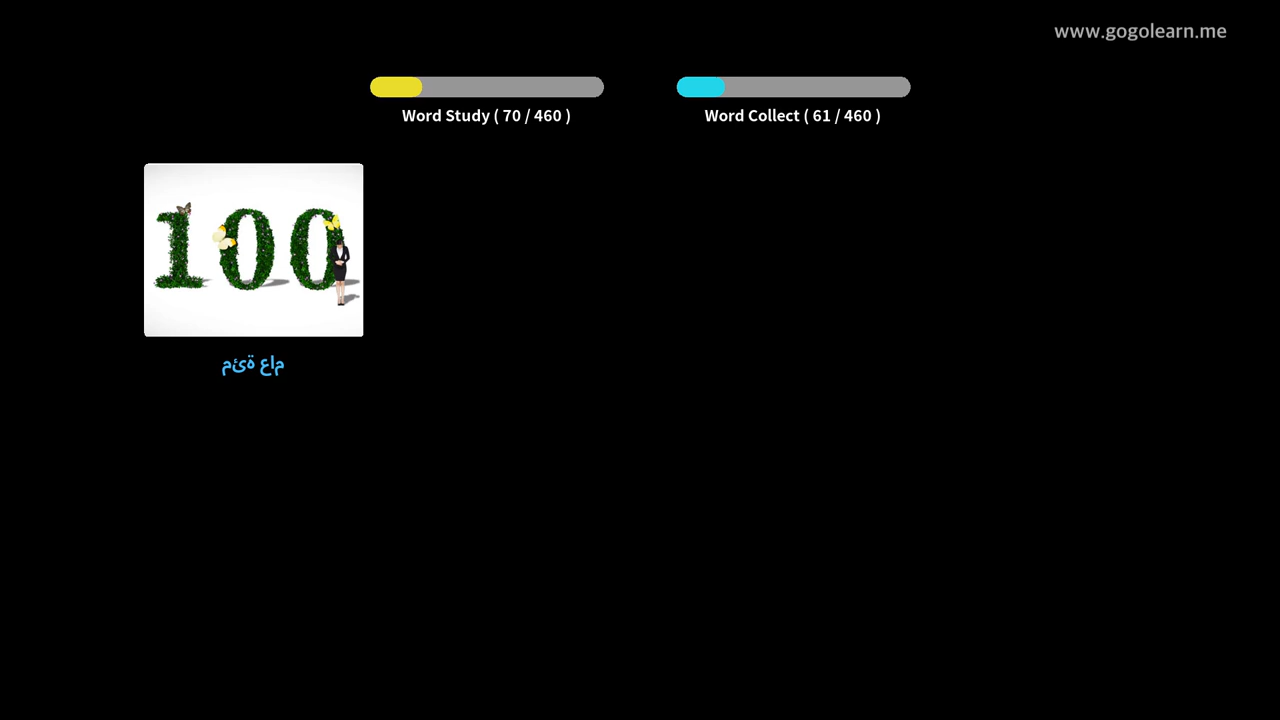 www.gogolearn.me
Word Study ( 70 / 460 )
Word Collect ( 61 / 460 )
100
مئة عام